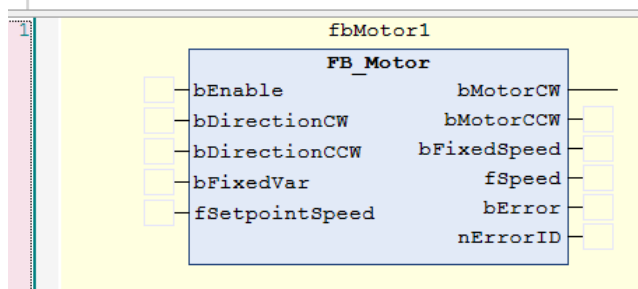 1
fbMotor1
FB_Motor
bEnable bMotorCW
bDirectionCW bMotorCCW
bDirectionCCW bFixedSpeed
bFixedVar fSpeed
fSetpointSpeed bError
nErrorID